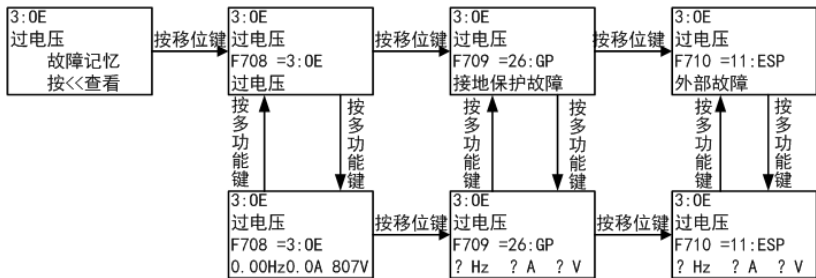 3:OE
过电压
故障记忆
按<<查看
按移位键
3:OE
过电压
F708 =3:OE
过电压
按移位键
3:OE
过电压
F709 =26:GP
接地保护故障
按移位键
3:OE
过电压
F710 =11:ESP
外部故障
按多功能键
按多功能键
按多功能键
按多功能键
按多功能键
按多功能键
3:OE
过电压
F708 =3:OE
0.00Hz0.0A 807V
按移位键
3:OE
过电压
F709 =26:GP
? Hz ? A ? V
按移位键
3:OE
过电压
F710 =11:ESP
? Hz ? A ? V